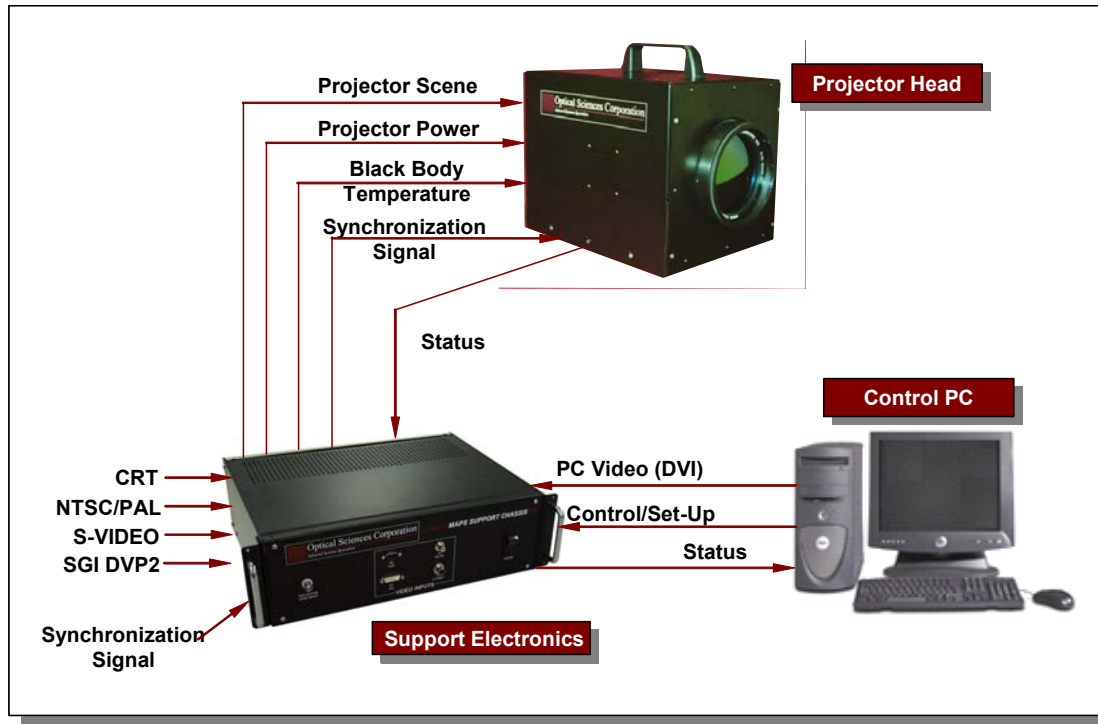 Projector Scene
Projector Power
Black Body
Temperature
Synchronization
Signal
Optical Sciences Corporation
Projector Head
Status
Control PC
CRT
NTSC/PAL
S-VIDEO
SGI DVP2
Synchronization
Signal
Optical Sciences Corporation
MAPS SUPPORT CHASSIS
VIDEO INPUTS
PC Video (DVI)
Control/Set-Up
Status
Support Electronics